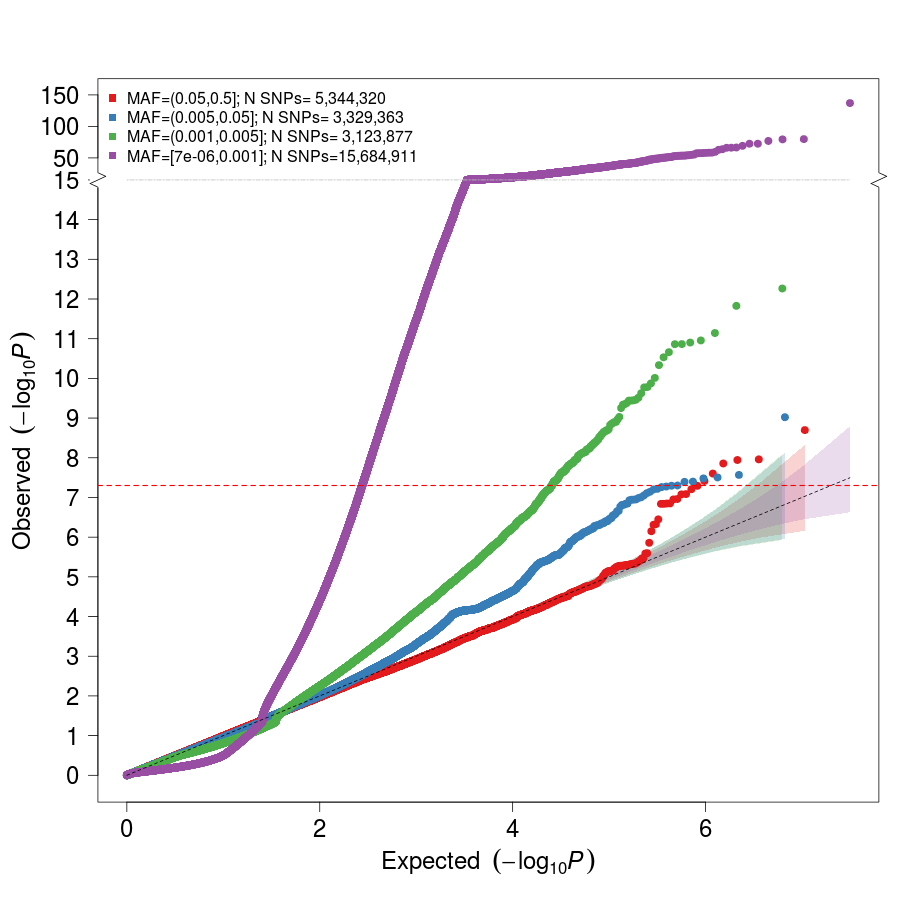 MAF=(0.05,0.5]; N SNPs= 5,344,320
MAF=(0.005,0.05]; N SNPs= 3,329,363
MAF=(0.001,0.005]; N SNPs= 3,123,877
MAF=[7e-06,0.001]; N SNPs=15,684,911
150
100
50
15
14
13
12
11
10
9
8
7
6
5
4
3
2
1
0
Observed (−log10P)
0 2 4 6
Expected (−log10P)